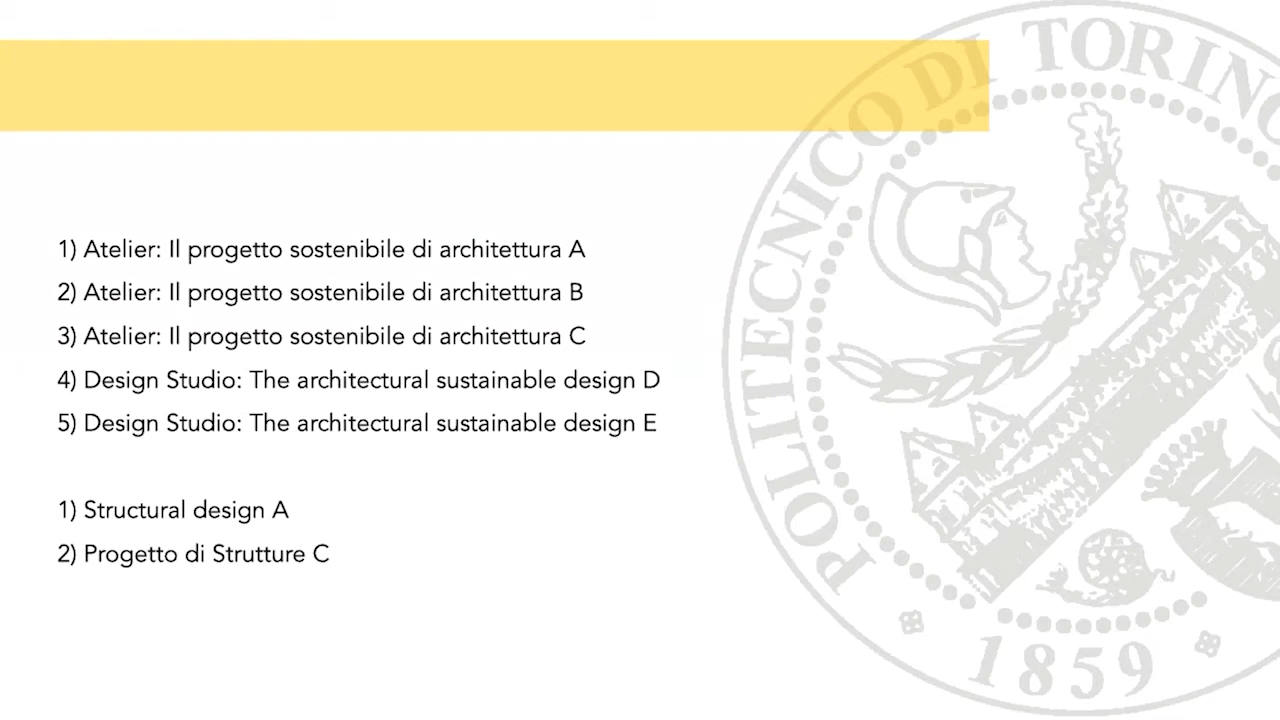 POLITECNICO DI TORINO
1) Atelier: Il progetto sostenibile di architettura A
2) Atelier: Il progetto sostenibile di architettura B
3) Atelier: Il progetto sostenibile di architettura C
4) Design Studio: The architectural sustainable design D
5) Design Studio: The architectural sustainable design E
1) Structural design A
2) Progetto di Strutture C
1859